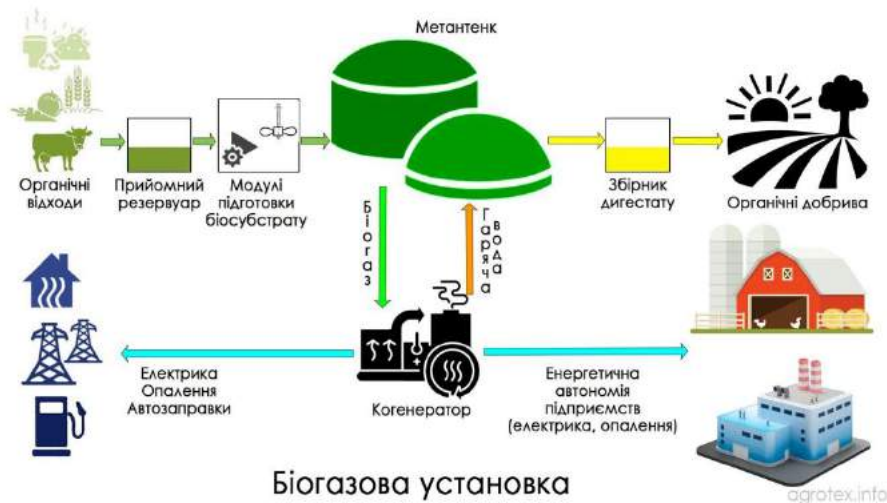 Метантенк
Органічні
відходи
Прийомний
резервуар
Модулі
підготовки
біосубстрату
Збірник
дигестату
Органічні добрива
Біогаз
Гаряча
вода
Електрика
Опалення
Автозаправки
Когенератор
Енергетична
автономія
підприємств
(електрика, опалення)
Біогазова установка
agrotex.info